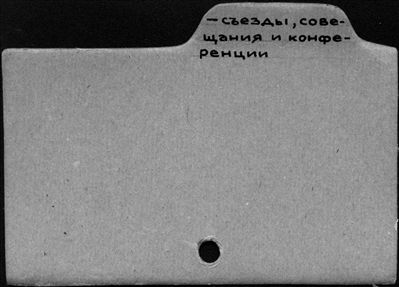 — съезды, сове-
щания и конфе-
ренции